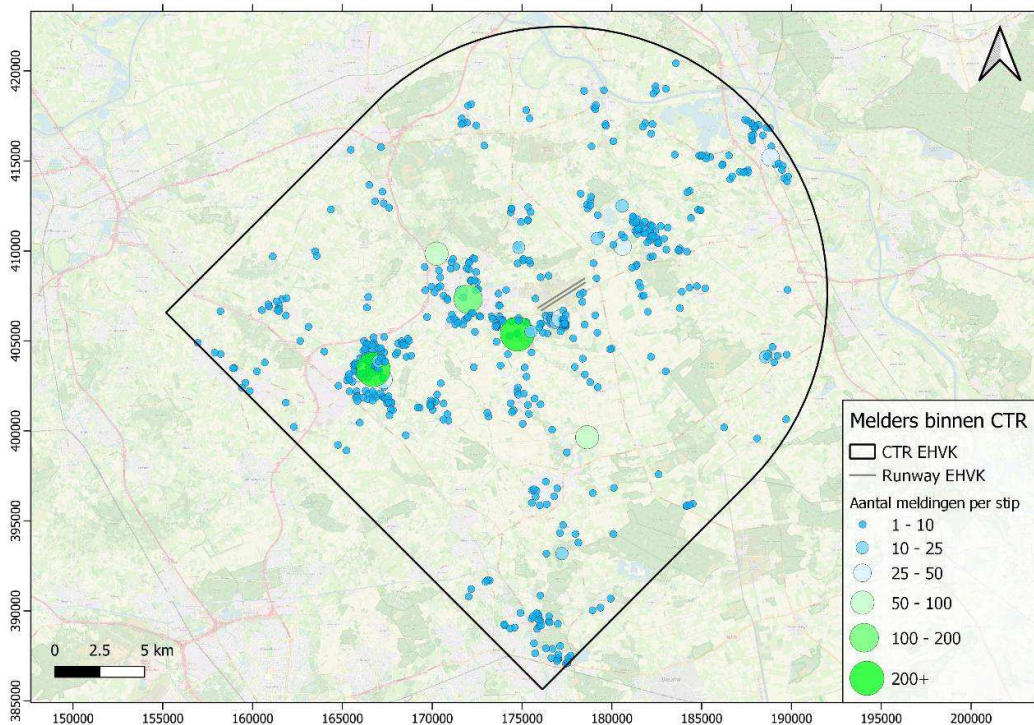 420000
415000
410000
405000
400000
395000
390000
385000
Melders binnen CTR
CTR EHVK
Runway EHVK
Aantal meldingen per stip
1 - 10
10 - 25
25 - 50
50 - 100
100 - 200
200+
0 2.5 5 km
150000 155000 160000 165000 170000 175000 180000 185000 190000 195000 200000